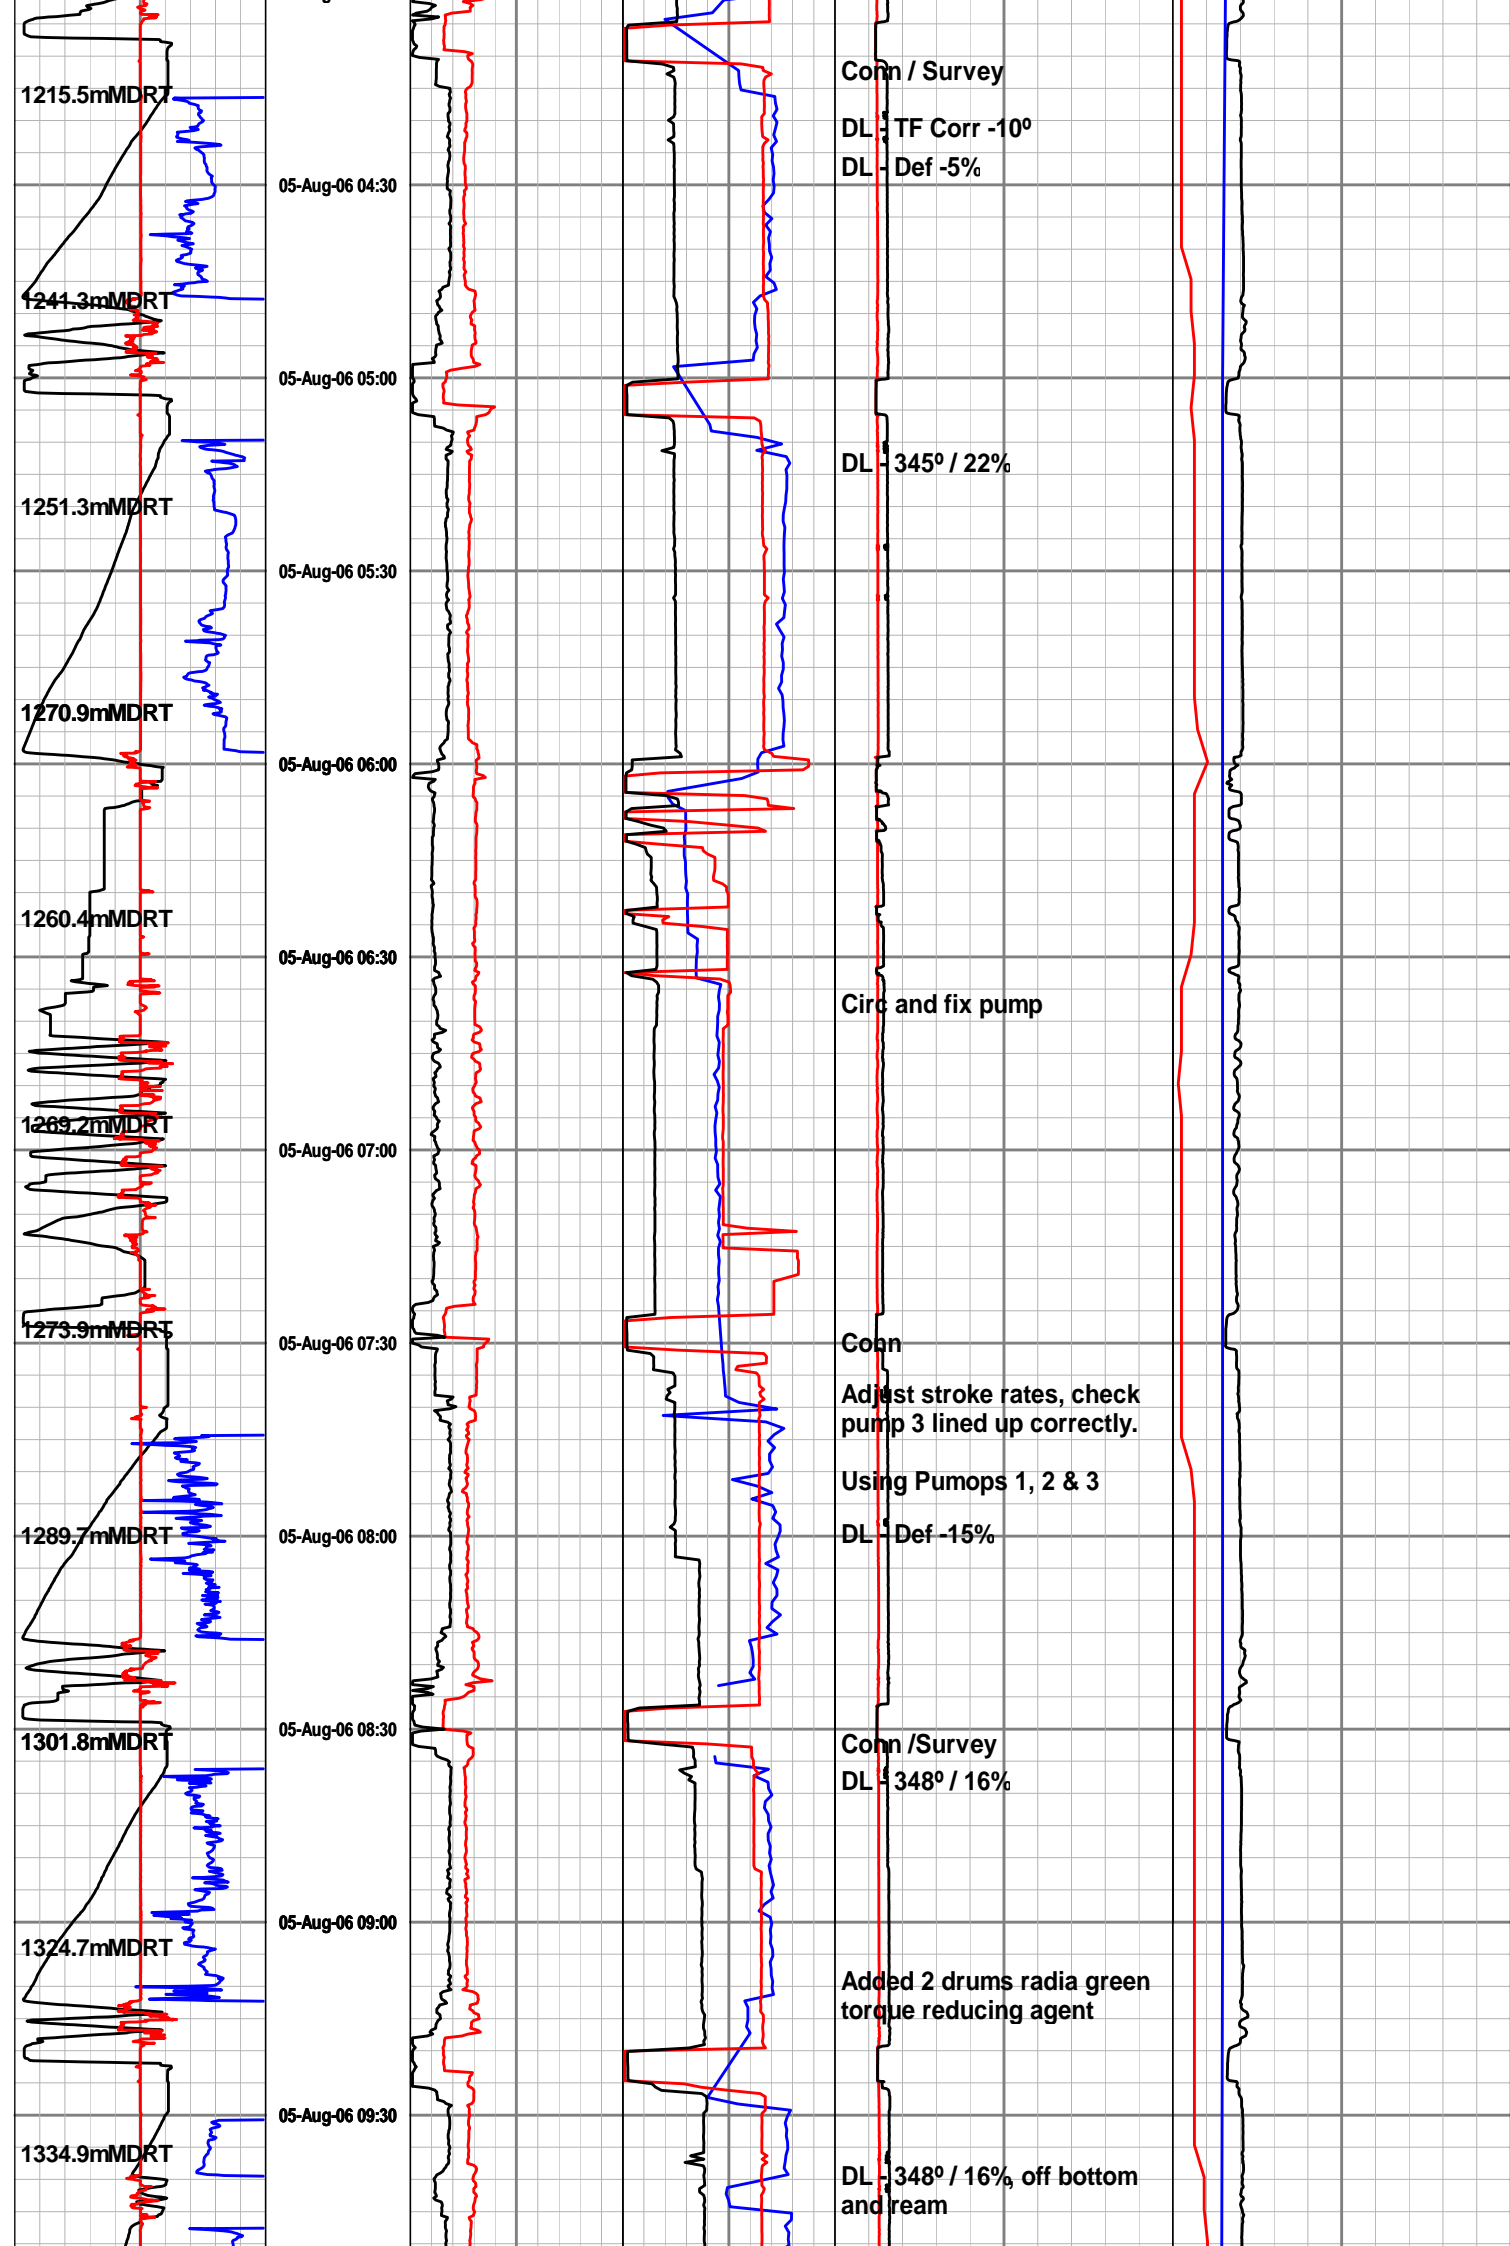 Conn / Survey
1215.5mMDRT
DL - TF Corr -10º
DL - Def -5%
05-Aug-06 04:30
1241.3mMDRT
05-Aug-06 05:00
DL - 345º / 22%
1251.3mMDRT
05-Aug-06 05:30
1270.9mMDRT
05-Aug-06 06:00
1260.4mMDRT
05-Aug-06 06:30
Circ and fix pump
1269.2mMDRT
05-Aug-06 07:00
1273.9mMDRT
05-Aug-06 07:30
Conn
Adjust stroke rates, check
pump 3 lined up correctly.
Using Pumops 1, 2 & 3
1289.7mMDRT
05-Aug-06 08:00
DL - Def -15%
05-Aug-06 08:30
1301.8mMDRT
Conn /Survey
DL - 348º / 16%
05-Aug-06 09:00
1324.7mMDRT
Added 2 drums radia green
torque reducing agent
05-Aug-06 09:30
1334.9mMDRT
DL - 348º / 16%, off bottom
and ream